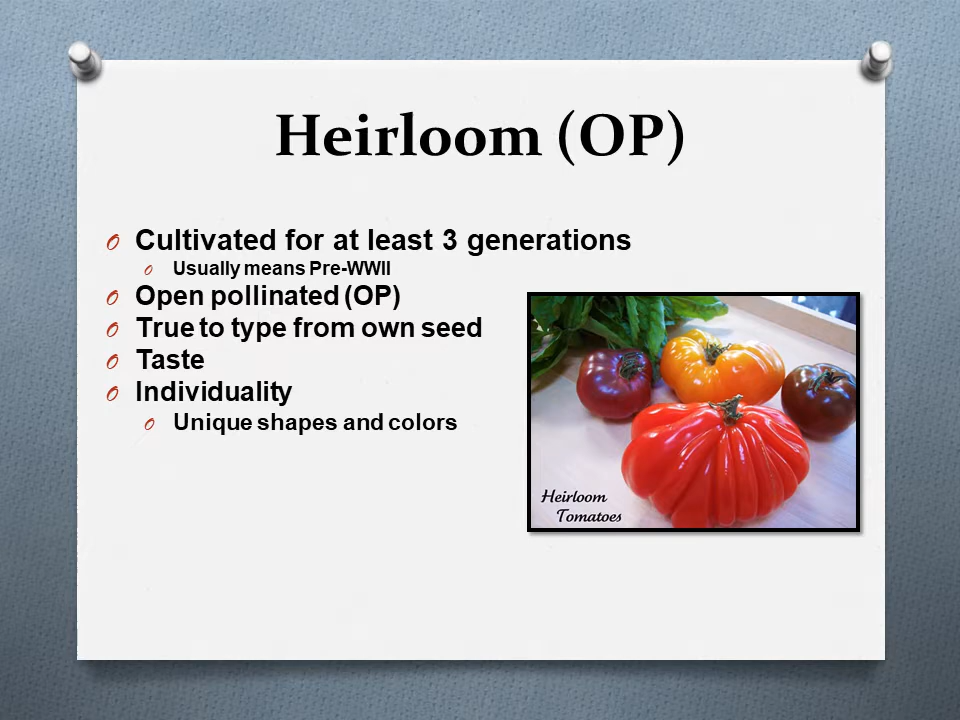 Heirloom (OP)
Cultivated for at least 3 generations
Usually means Pre-WWII
Open pollinated (OP)
True to type from own seed
Taste
Individuality
Unique shapes and colors
Heirloom
Tomatoes